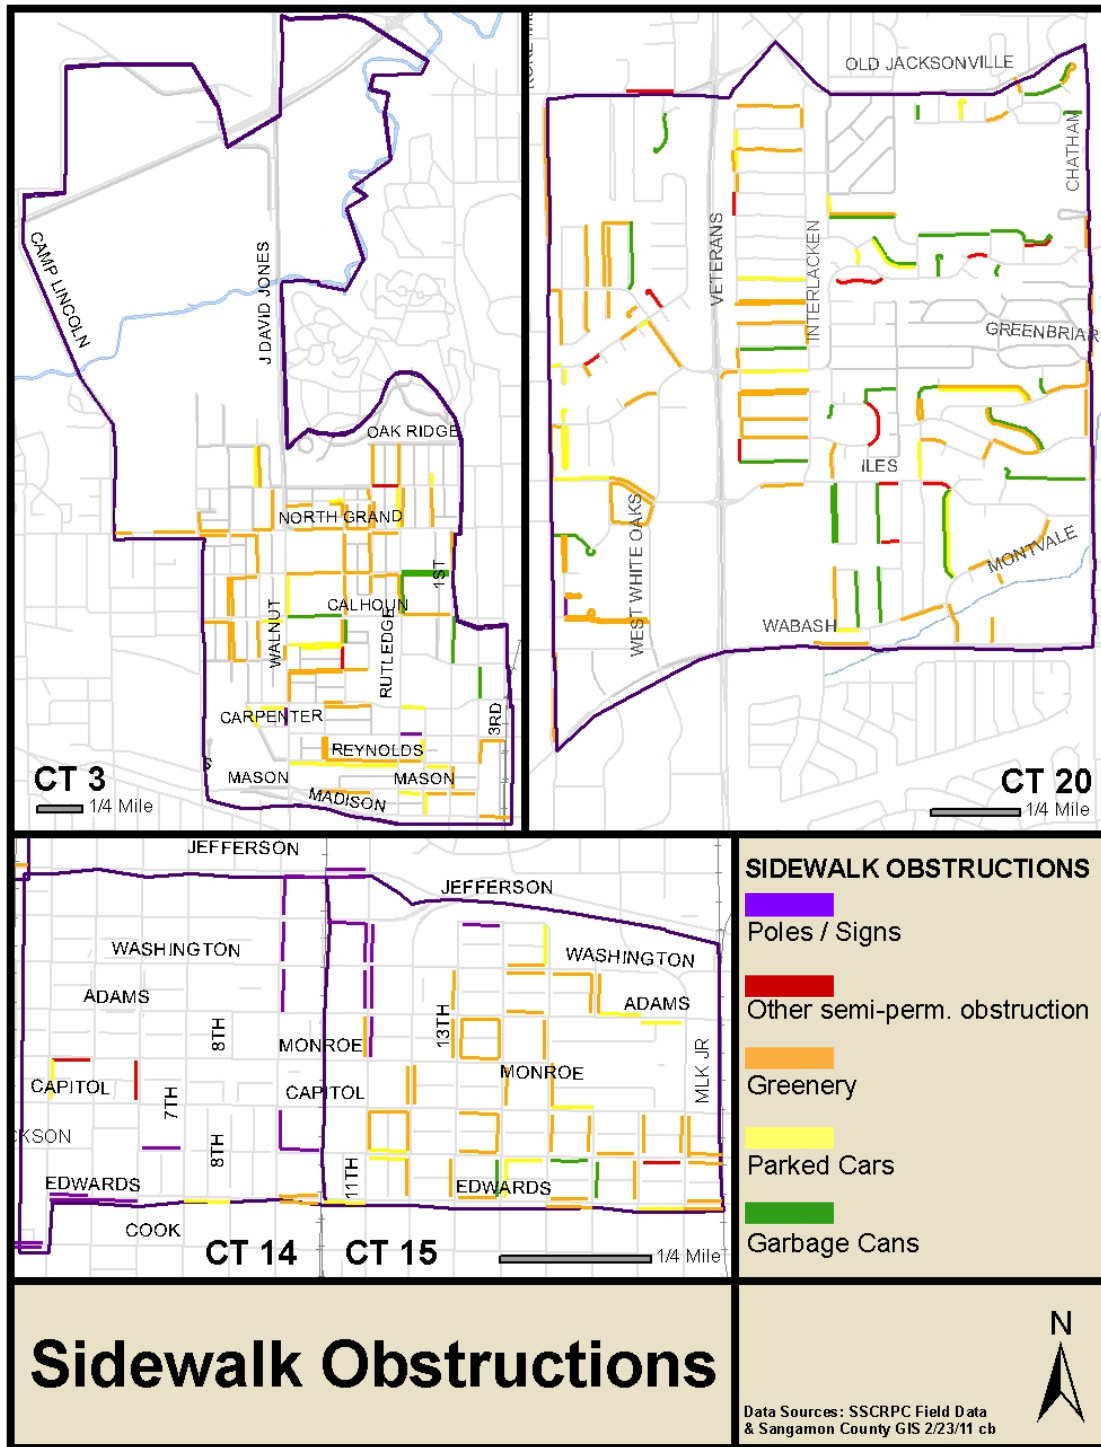 OAK RIDGE
NORTH GRAND
CALHOUN
CARPENTER
REYNOLDS
MASON
MASON
MADISON
CAMP LINCOLN
J DAVID JONES
WALNUT
RUTLEDGE
1ST
3RD
CT 3
1/4 Mile
OLD JACKSONVILLE
CHATHAM
VETERANS
INTERLACKEN
GREENBRIAR
ILES
WEST WHITE OAKS
MONTVALE
WABASH
CT 20
1/4 Mile
JEFFERSON
JEFFERSON
WASHINGTON
WASHINGTON
ADAMS
ADAMS
8TH
MONROE
13TH
MONROE
MLK JR
CAPITOL
CAPITOL
7TH
CKSON
8TH
11TH
EDWARDS
EDWARDS
COOK
CT 14
CT 15
1/4 Mile
SIDEWALK OBSTRUCTIONS
Poles / Signs
Other semi-perm. obstruction
Greenery
Parked Cars
Garbage Cans
Sidewalk Obstructions
N
Data Sources: SSCRPC Field Data
& Sangamon County GIS 2/23/11 cb